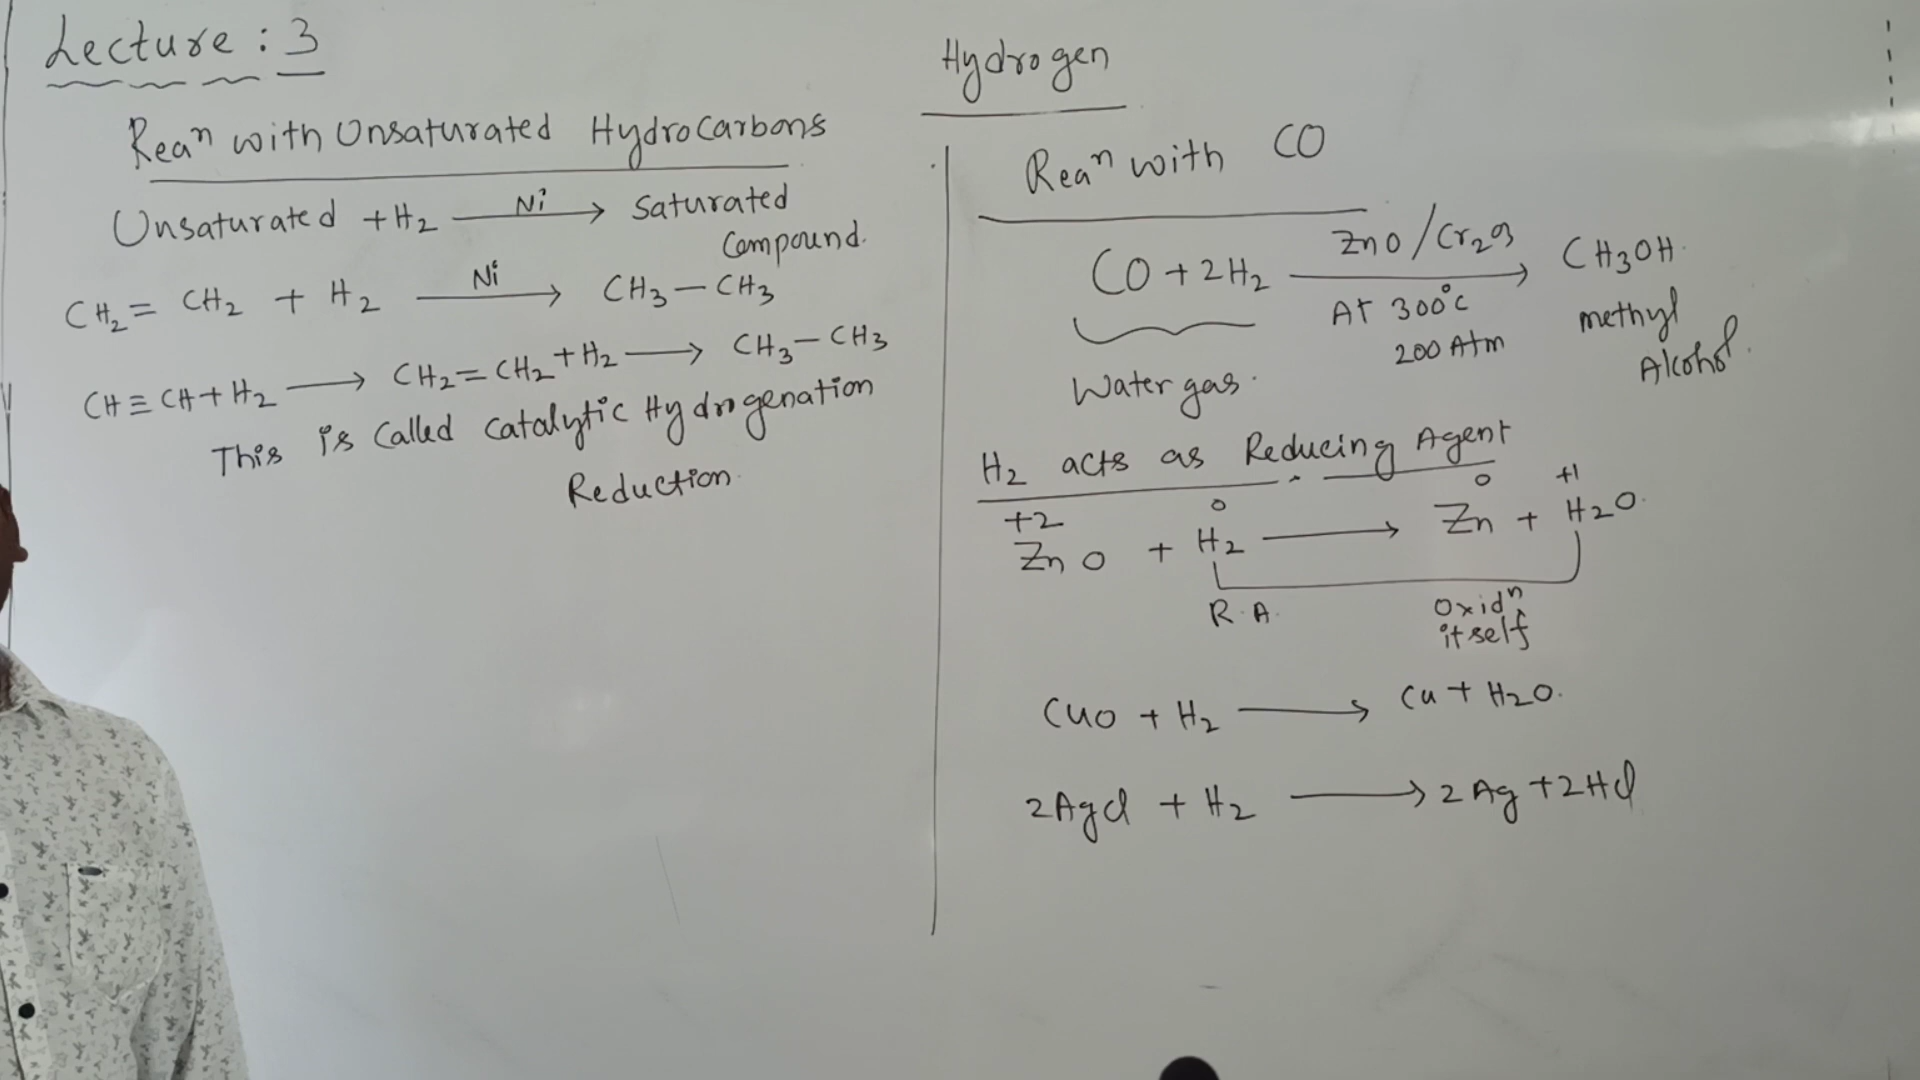 Lecture : 3
Hydrogen
Reaⁿ with Unsaturated Hydrocarbons
Unsaturated + H₂ —Ni→ Saturated
Compound.
CH₂ = CH₂ + H₂ —Ni→ CH₃ – CH₃
CH ≡ CH + H₂ → CH₂ = CH₂ + H₂ → CH₃ – CH₃
This is Called Catalytic Hydrogenation
Reduction
Reaⁿ with CO
ZnO/Cr₂O₃
CO + 2H₂ → CH3OH.
At 300°C
200 Atm
methyl
Alcohol.
Water gas.
H₂ acts as Reducing Agent
+2 0 0 +1
ZnO + H₂ → Zn + H₂O.
R.A. Oxidⁿ
itself
CuO + H₂ → Cu + H₂O.
2Agcl + H₂ → 2Ag + 2Hcl